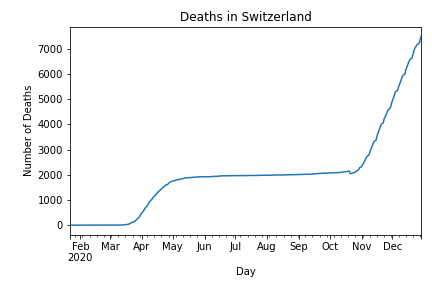 Deaths in Switzerland
Number of Deaths
7000
6000
5000
4000
3000
2000
1000
0
Feb Mar Apr May Jun Jul Aug Sep Oct Nov Dec
2020
Day